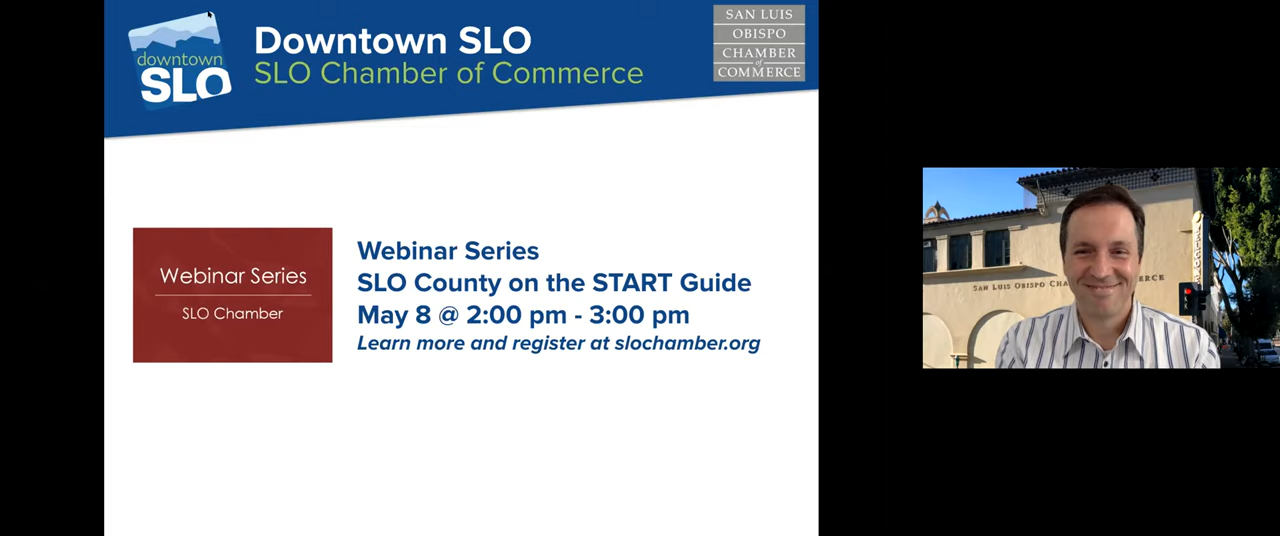 downtown
SLO
Downtown SLO
SLO Chamber of Commerce
SAN LUIS
OBISPO
CHAMBER
of
COMMERCE
Webinar Series
SLO Chamber
Webinar Series
SLO County on the START Guide
May 8 @ 2:00 pm - 3:00 pm
Learn more and register at slochamber.org
SAN LUIS OBISPO CHA
ERCE